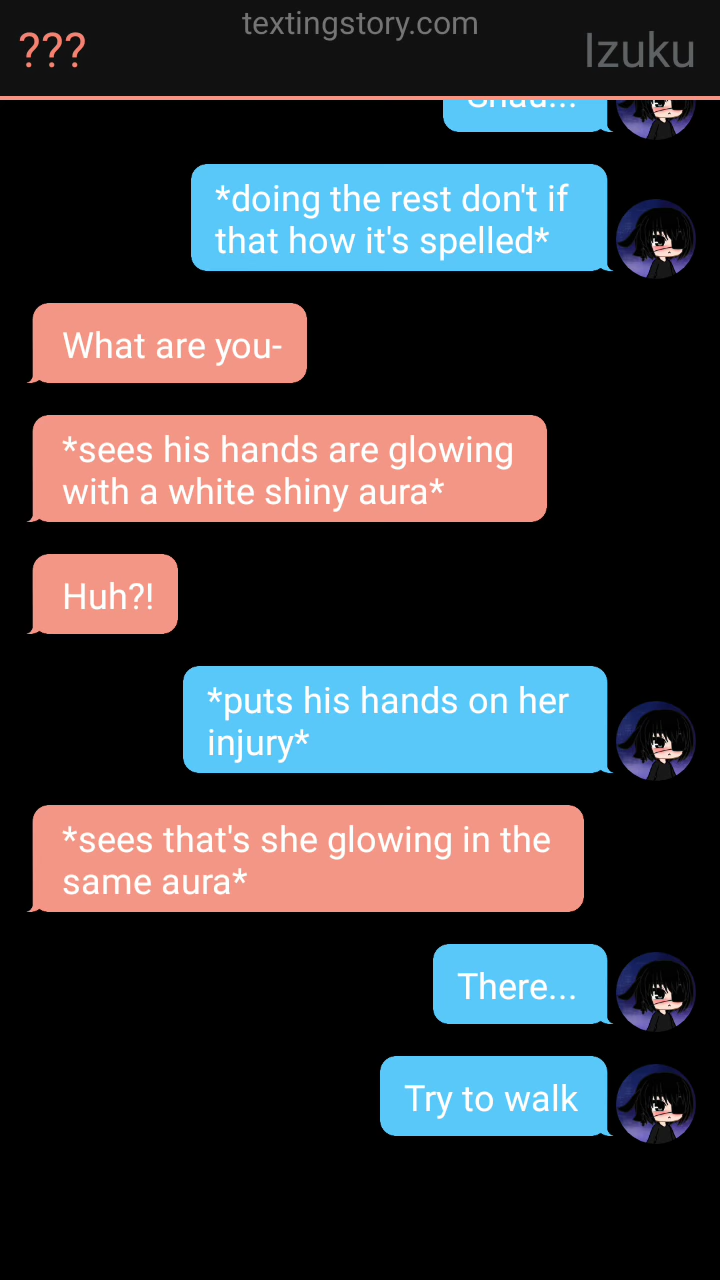 textingstory.com
???
Izuku
*doing the rest don't if
that how it's spelled*
What are you-
*sees his hands are glowing
with a white shiny aura*
Huh?!
*puts his hands on her
injury*
*sees that's she glowing in the
same aura*
There...
Try to walk